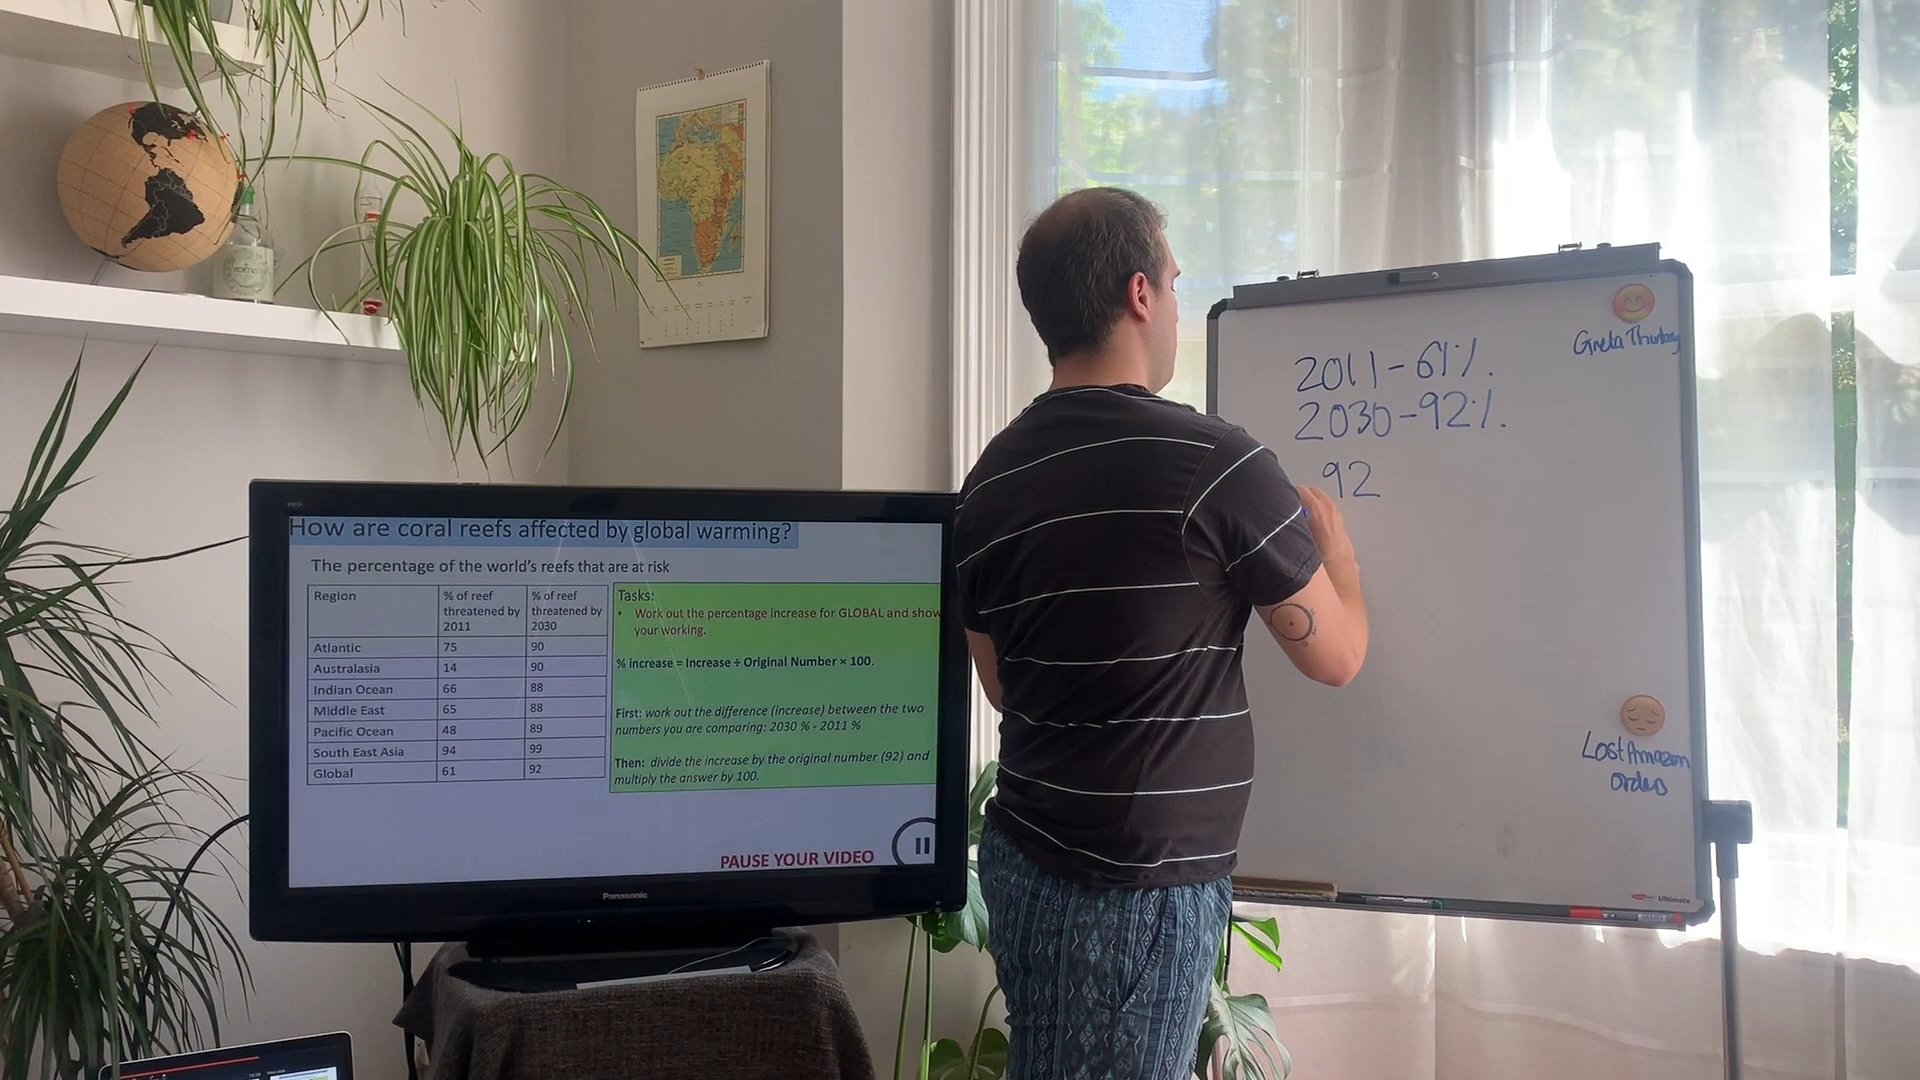 How are coral reefs affected by global warming?
The percentage of the world's reefs that are at risk
Region
% of reef threatened by 2011
% of reef threatened by 2030
Atlantic 75 90
Australasia 14 90
Indian Ocean 66 88
Middle East 65 88
Pacific Ocean 48 89
South East Asia 94 99
Global 61 92
Tasks:
• Work out the percentage increase for GLOBAL and show
your working.
% increase = Increase ÷ Original Number × 100.
First: work out the difference (increase) between the two
numbers you are comparing: 2030 % - 2011 %
Then: divide the increase by the original number (92) and
multiply the answer by 100.
PAUSE YOUR VIDEO
Panasonic
2011-61%.
2030-92%.
92
Greta Thunberg
Lost Amazon
orders
Ultimate